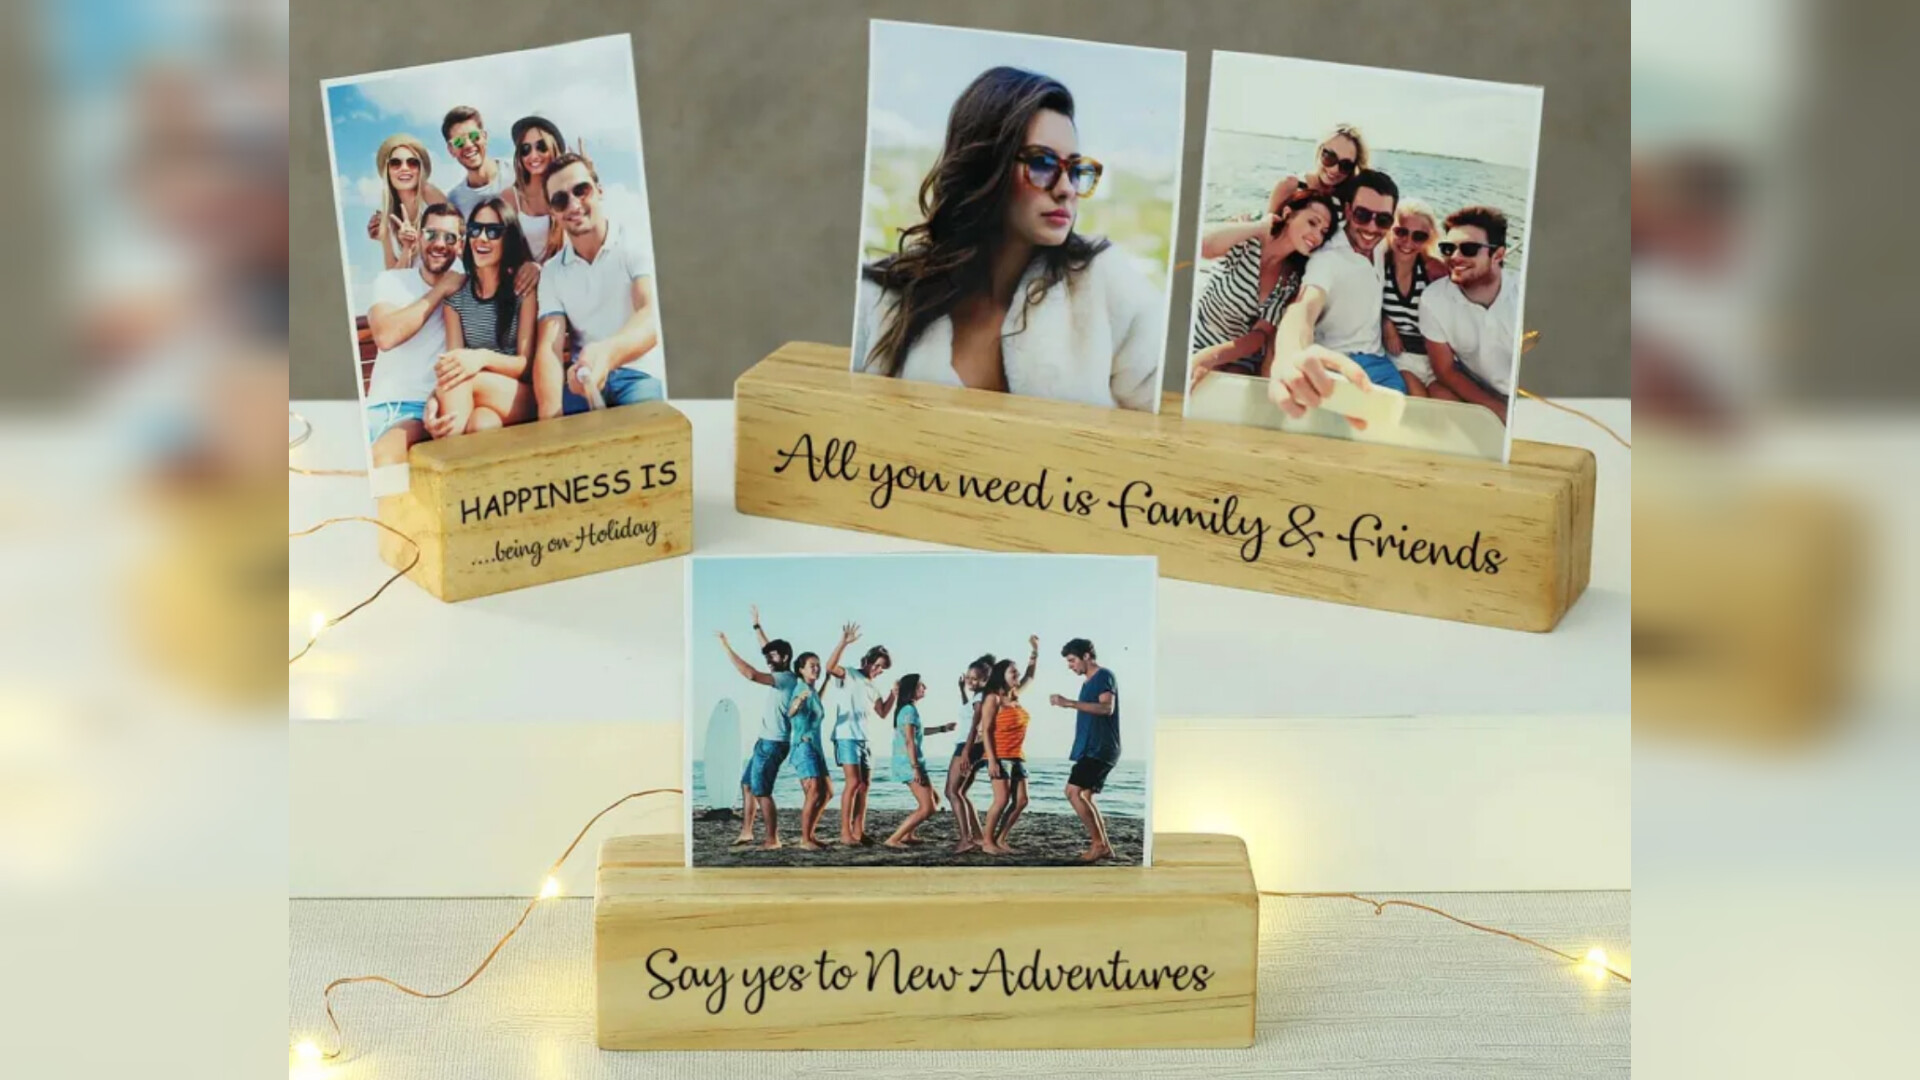 HAPPINESS IS
....being on Holiday
All you need is Family & Friends
Say yes to New Adventures